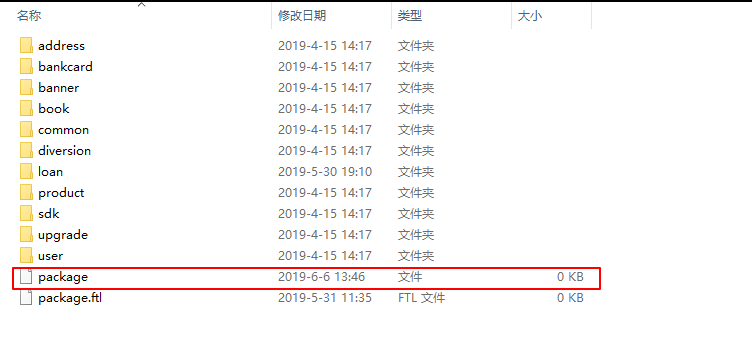 名称 修改日期 类型 大小
address 2019-4-15 14:17 文件夹
bankcard 2019-4-15 14:17 文件夹
banner 2019-4-15 14:17 文件夹
book 2019-4-15 14:17 文件夹
common 2019-4-15 14:17 文件夹
diversion 2019-4-15 14:17 文件夹
loan 2019-5-30 19:10 文件夹
product 2019-4-15 14:17 文件夹
sdk 2019-4-15 14:17 文件夹
upgrade 2019-4-15 14:17 文件夹
user 2019-4-15 14:17 文件夹
package 2019-6-6 13:46 文件 0 KB
package.ftl 2019-5-31 11:35 FTL 文件 0 KB